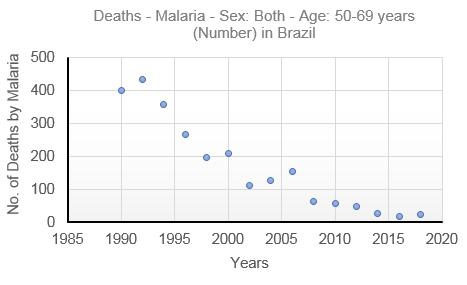 Deaths - Malaria - Sex: Both - Age: 50-69 years
(Number) in Brazil
No. of Deaths by Malaria
500
400
300
200
100
0
1985 1990 1995 2000 2005 2010 2015 2020
Years